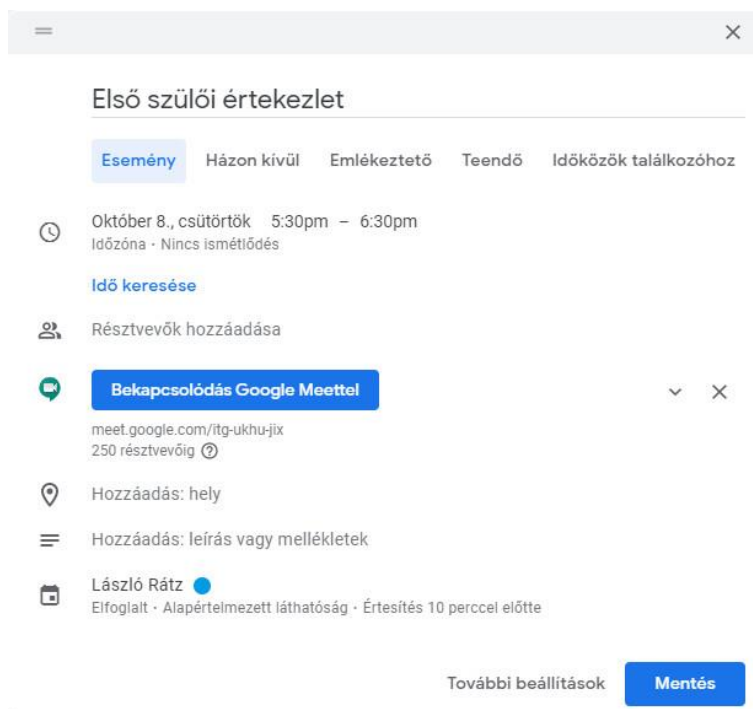 Első szülői értekezlet
Esemény Házon kívül Emlékeztető Teendő Időközök találkozóhoz
Október 8., csütörtök 5:30pm – 6:30pm
Időzóna · Nincs ismétlődés
Idő keresése
Résztvevők hozzáadása
Bekapcsolódás Google Meettel
meet.google.com/itg-ukhu-jix
250 résztvevőig
Hozzáadás: hely
Hozzáadás: leírás vagy mellékletek
László Rátz
Elfoglalt · Alapértelmezett láthatóság · Értesítés 10 perccel előtte
További beállítások Mentés